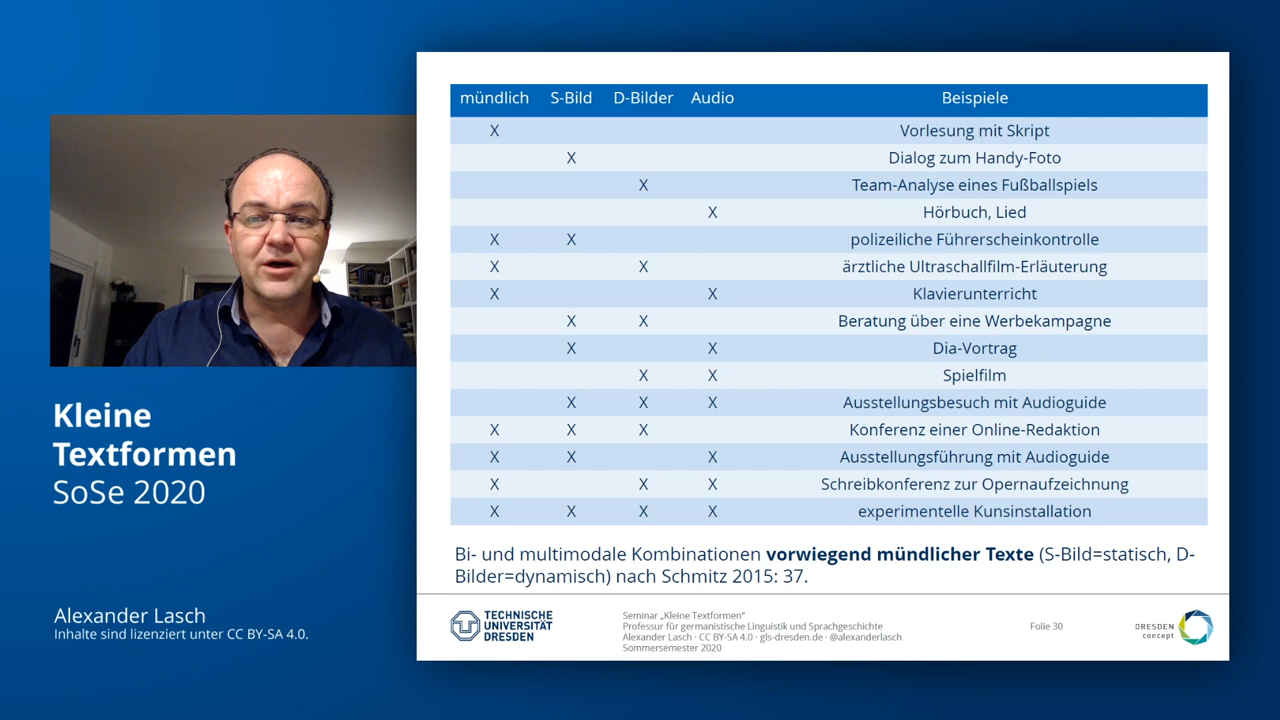 Kleine
Textformen
SoSe 2020
Alexander Lasch
Inhalte sind lizenziert unter CC BY-SA 4.0.
mündlich S-Bild D-Bilder Audio Beispiele
X Vorlesung mit Skript
X Dialog zum Handy-Foto
X Team-Analyse eines Fußballspiels
X Hörbuch, Lied
X X polizeiliche Führerscheinkontrolle
X X ärztliche Ultraschallfilm-Erläuterung
X X Klavierunterricht
X X Beratung über eine Werbekampagne
X X Dia-Vortrag
X X Spielfilm
X X X Ausstellungsbesuch mit Audioguide
X X X Konferenz einer Online-Redaktion
X X X Ausstellungsführung mit Audioguide
X X X Schreibkonferenz zur Opernaufzeichnung
X X X X experimentelle Kunsinstallation
Bi- und multimodale Kombinationen vorwiegend mündlicher Texte (S-Bild=statisch, D-
Bilder=dynamisch) nach Schmitz 2015: 37.
TECHNISCHE
UNIVERSITÄT
DRESDEN
Seminar „Kleine Textformen“
Professur für germanistische Linguistik und Sprachgeschichte
Alexander Lasch · CC BY-SA 4.0 · gls-dresden.de · @alexanderlasch
Sommersemester 2020
Folie 30
DRESDEN
concept